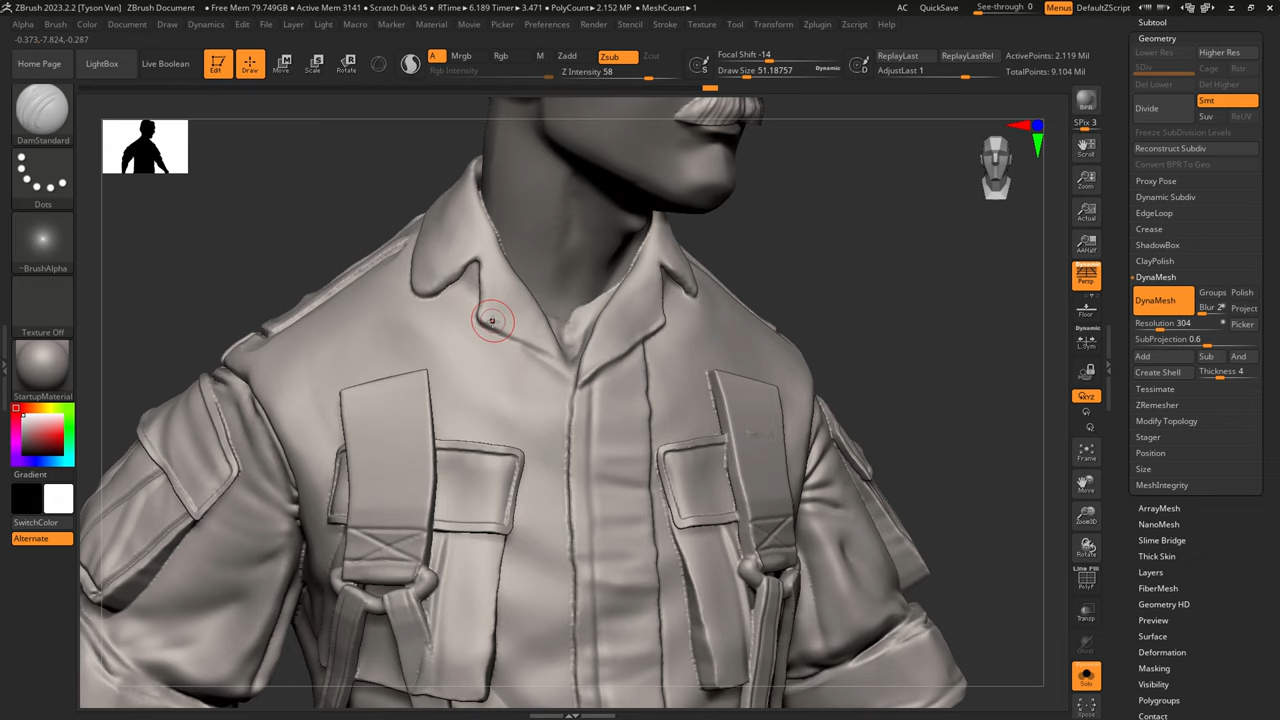 ZBrush 2023.2.2 [Tyson Van] ZBrush Document • Free Mem 79.749GB • Active Mem 3141 • Scratch Disk 45 • RTime▸ 6.189 Timer▸ 3.471 • PolyCount▸ 2.152 MP • MeshCount▸ 1 AC QuickSave See-through 0 Menus DefaultZScript
Alpha Brush Color Document Draw Dynamics Edit File Layer Light Macro Marker Material Movie Picker Preferences Render Stencil Stroke Texture Tool Transform Zplugin Zscript Help
-0.373,-7.824,-0.287
Home Page LightBox Live Boolean Edit Draw Move Scale Rotate
A Mrgb Rgb M Zadd Zsub Zcut
Rgb Intensity Z Intensity 58
Focal Shift -14
Draw Size 51.18757 Dynamic
ReplayLast ReplayLastRel ActivePoints: 2.119 Mil
AdjustLast 1 TotalPoints: 9.104 Mil
DamStandard
Dots
~BrushAlpha
Texture Off
StartupMaterial
Gradient
SwitchColor
Alternate
BPR
SPix 3
Scroll
Zoom
Actual
AAHalf
Dynamic
Persp
Floor
Dynamic
L.Sym
XYZ
Frame
Move
Zoom3D
Rotate
Line Fill
PolyF
Transp
Ghost
Dynamic
Solo
Xpose
Subtool
Geometry
Lower Res Higher Res
SDiv Cage Rstr
Del Lower Del Higher
Divide Smt
Suv ReUV
Freeze SubDivision Levels
Reconstruct Subdiv
Convert BPR To Geo
Proxy Pose
Dynamic Subdiv
EdgeLoop
Crease
ShadowBox
ClayPolish
DynaMesh
DynaMesh Groups Polish
Blur 2 Project
Resolution 304 Picker
SubProjection 0.6
Add Sub And
Create Shell Thickness 4
Tessimate
ZRemesher
Modify Topology
Stager
Position
Size
MeshIntegrity
ArrayMesh
NanoMesh
Slime Bridge
Thick Skin
Layers
FiberMesh
Geometry HD
Preview
Surface
Deformation
Masking
Visibility
Polygroups
Contact